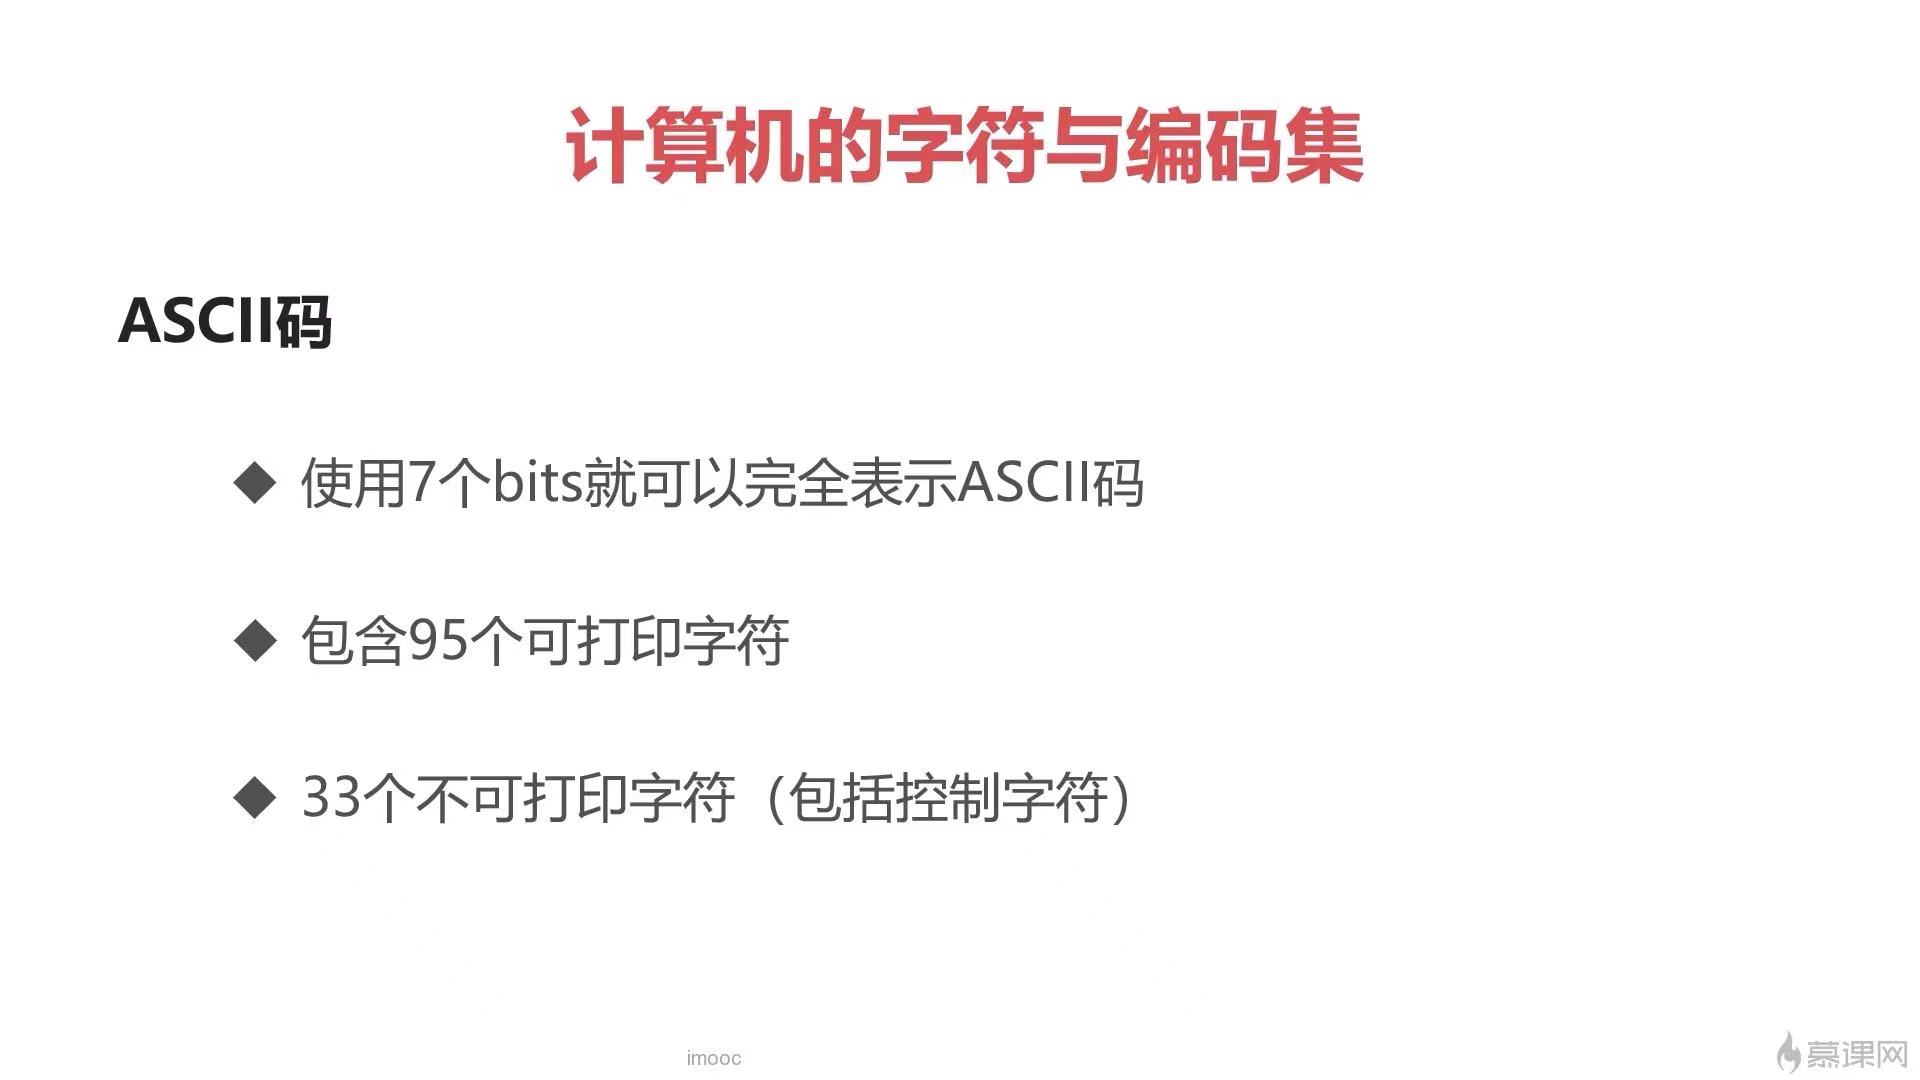 计算机的字符与编码集
ASCII码
◆ 使用7个bits就可以完全表示ASCII码
◆ 包含95个可打印字符
◆ 33个不可打印字符（包括控制字符）
imooc
慕课网